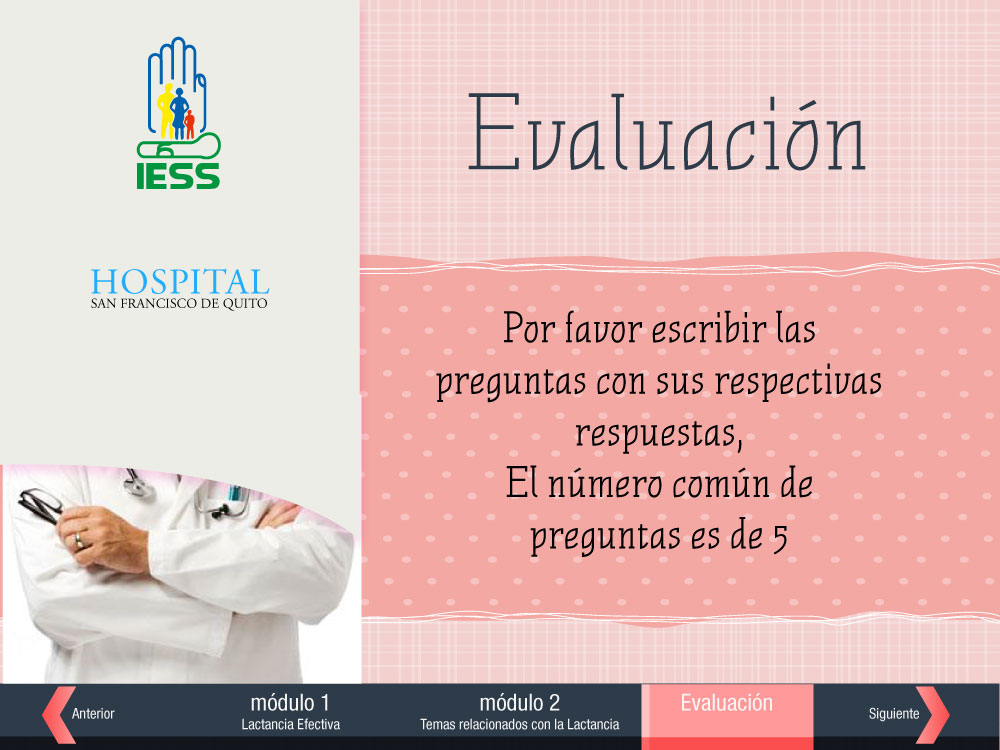 IESS
HOSPITAL
SAN FRANCISCO DE QUITO
Evaluación
Por favor escribir las
preguntas con sus respectivas
respuestas,
El número común de
preguntas es de 5
Anterior
módulo 1
Lactancia Efectiva
módulo 2
Temas relacionados con la Lactancia
Evaluación
Siguiente